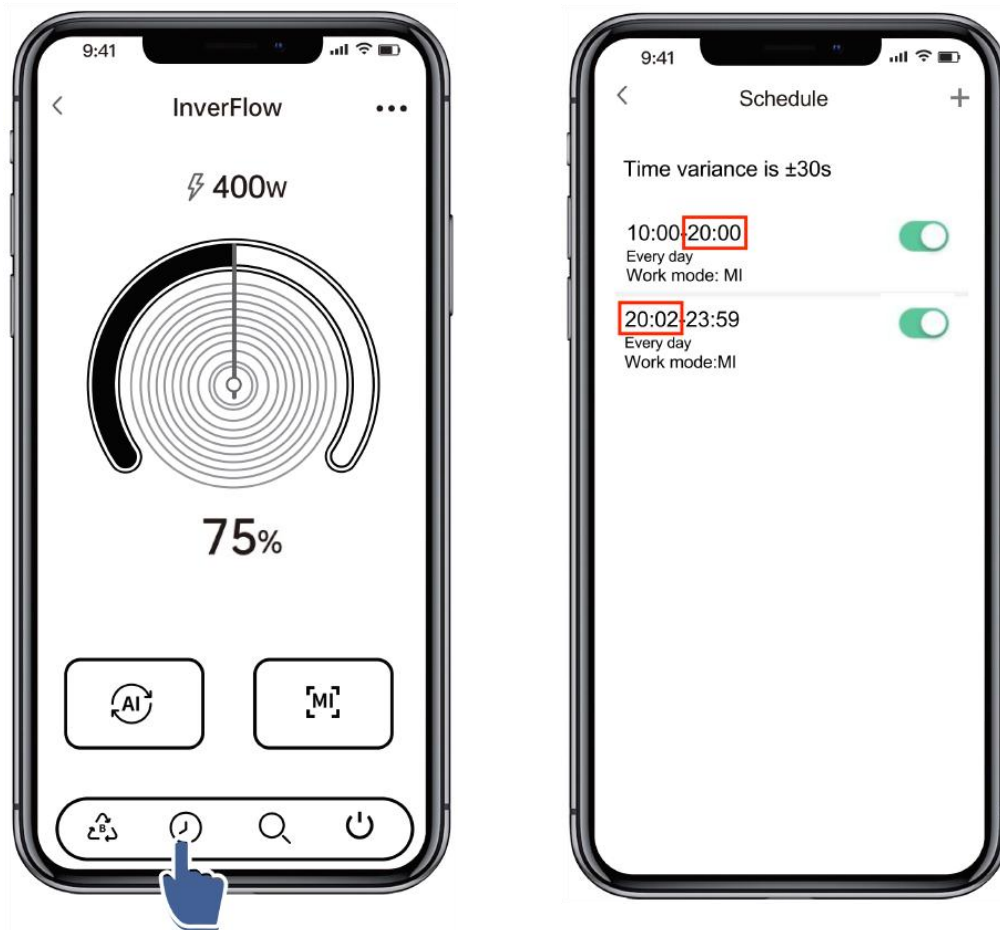 9:41
InverFlow
400W
75%
AI
MI
B
9:41
Schedule
Time variance is ±30s
10:00-20:00
Every day
Work mode: MI
20:02-23:59
Every day
Work mode:MI